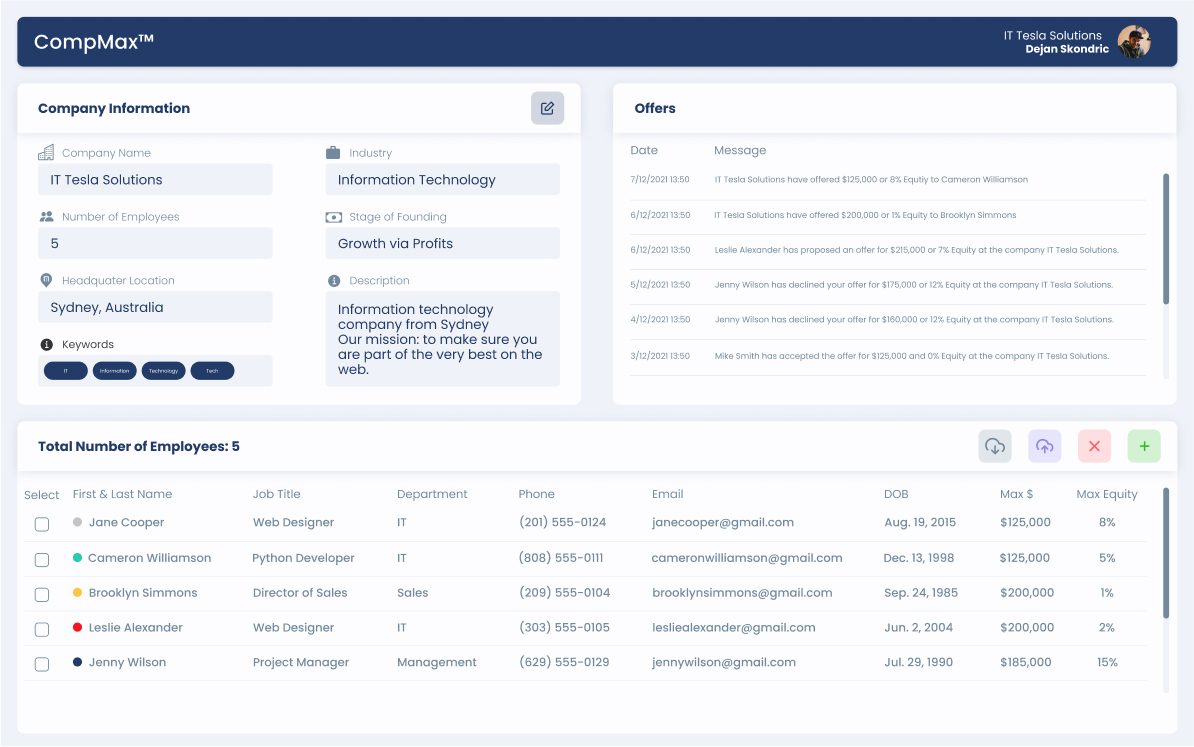 CompMax™
IT Tesla Solutions
Dejan Skondric
Company Information
Company Name
IT Tesla Solutions
Industry
Information Technology
Number of Employees
5
Stage of Founding
Growth via Profits
Headquater Location
Sydney, Australia
Description
Information technology
company from Sydney
Our mission: to make sure you
are part of the very best on the
web.
Keywords
IT Information Technology Tech
Offers
Date Message
7/12/2021 13:50 IT Tesla Solutions have offered $125,000 or 8% Equtiy to Cameron Williamson
6/12/2021 13:50 IT Tesla Solutions have offered $200,000 or 1% Equity to Brooklyn Simmons
6/12/2021 13:50 Leslie Alexander has proposed an offer for $215,000 or 7% Equity at the company IT Tesla Solutions.
5/12/2021 13:50 Jenny Wilson has declined your offer for $175,000 or 12% Equity at the company IT Tesla Solutions.
4/12/2021 13:50 Jenny Wilson has declined your offer for $160,000 or 12% Equity at the company IT Tesla Solutions.
3/12/2021 13:50 Mike Smith has accepted the offer for $125,000 and 0% Equity at the company IT Tesla Solutions.
Total Number of Employees: 5
Select First & Last Name Job Title Department Phone Email DOB Max $ Max Equity
Jane Cooper Web Designer IT (201) 555-0124 janecooper@gmail.com Aug. 19, 2015 $125,000 8%
Cameron Williamson Python Developer IT (808) 555-0111 cameronwilliamson@gmail.com Dec. 13, 1998 $125,000 5%
Brooklyn Simmons Director of Sales Sales (209) 555-0104 brooklynsimmons@gmail.com Sep. 24, 1985 $200,000 1%
Leslie Alexander Web Designer IT (303) 555-0105 lesliealexander@gmail.com Jun. 2, 2004 $200,000 2%
Jenny Wilson Project Manager Management (629) 555-0129 jennywilson@gmail.com Jul. 29, 1990 $185,000 15%